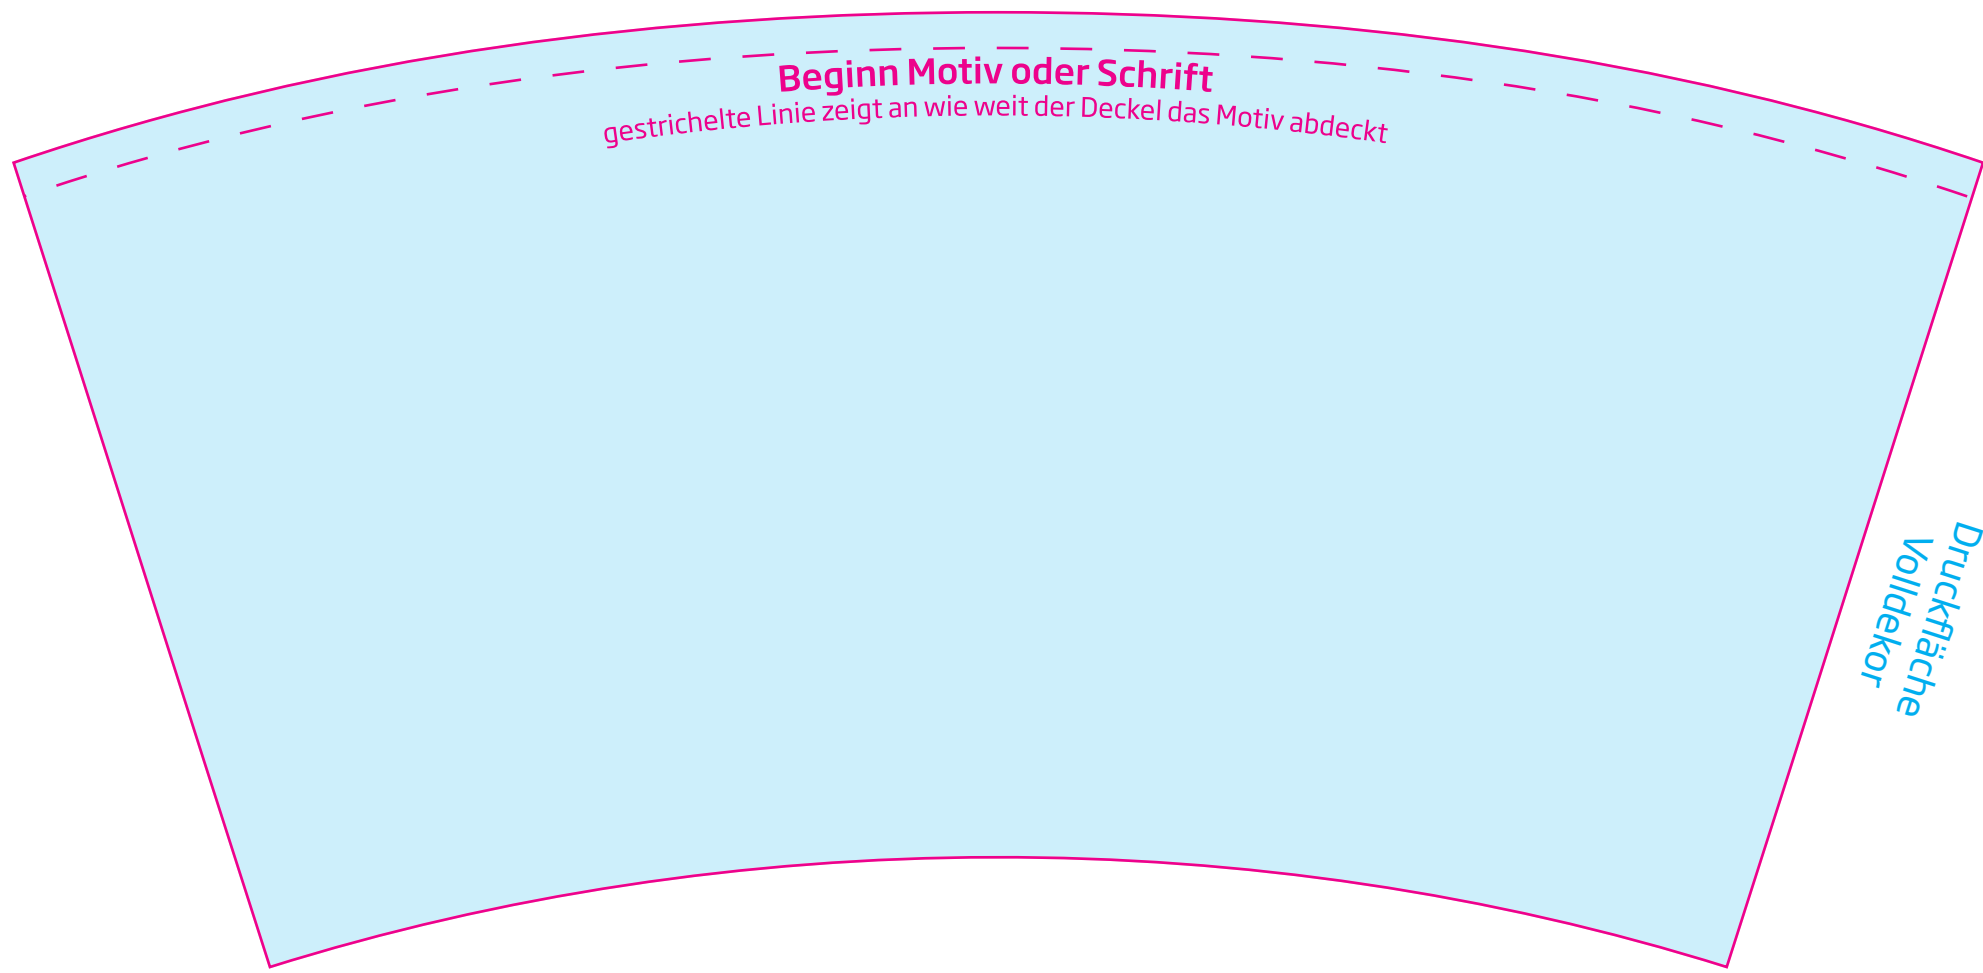 Beginn Motiv oder Schrift
gestrichelte Linie zeigt an wie weit der Deckel das Motiv abdeckt
Druckfläche
Volldekor